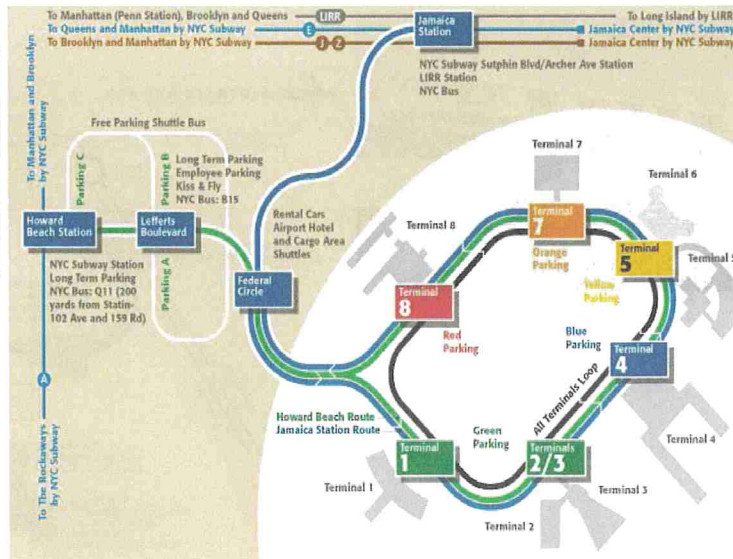 To Manhattan (Penn Station), Brooklyn and Queens
LIRR
To Long Island by LIRR
To Queens and Manhattan by NYC Subway
E
Jamaica Center by NYC Subway
To Brooklyn and Manhattan by NYC Subway
J Z
Jamaica Center by NYC Subway
Jamaica
Station
NYC Subway Sutphin Blvd/Archer Ave Station
LIRR Station
NYC Bus
To Manhattan and Brooklyn
by NYC Subway
Free Parking Shuttle Bus
Parking C
Parking B
Long Term Parking
Employee Parking
Kiss & Fly
NYC Bus: B15
Howard
Beach Station
Lefferts
Boulevard
NYC Subway Station
Long Term Parking
NYC Bus: Q11 (200
yards from Statin-
102 Ave and 159 Rd)
Parking A
Rental Cars
Airport Hotel
and Cargo Area
Shuttles
Federal
Circle
A
To The Rockaways
by NYC Subway
Terminal 7
Terminal 6
Terminal 8
Terminal
7
Orange
Parking
Terminal
5
Terminal 5
Yellow
Parking
Terminal
8
Red
Parking
Blue
Parking
Terminal
4
All Terminals Loop
Howard Beach Route
Jamaica Station Route
Green
Parking
Terminal
1
Terminals
2/3
Terminal 4
Terminal 1
Terminal 3
Terminal 2